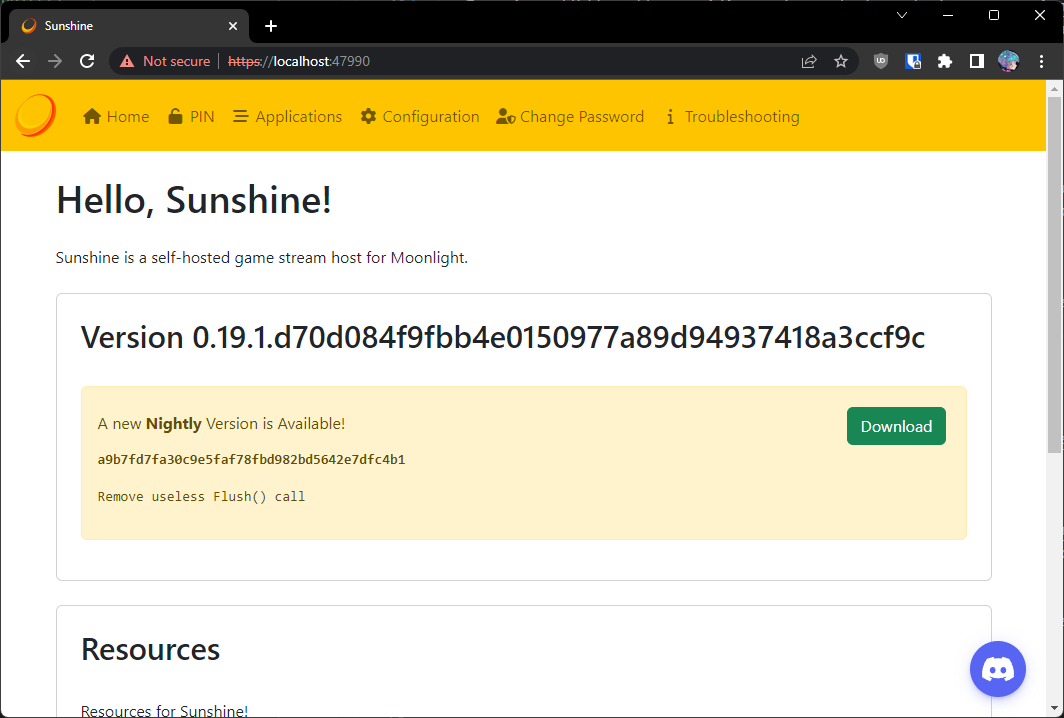 Sunshine
Not secure | https://localhost:47990
Home PIN Applications Configuration Change Password Troubleshooting
Hello, Sunshine!
Sunshine is a self-hosted game stream host for Moonlight.
Version 0.19.1.d70d084f9fbb4e0150977a89d94937418a3ccf9c
A new Nightly Version is Available!
Download
a9b7fd7fa30c9e5faf78fbd982bd5642e7dfc4b1
Remove useless Flush() call
Resources
Resources for Sunshine!